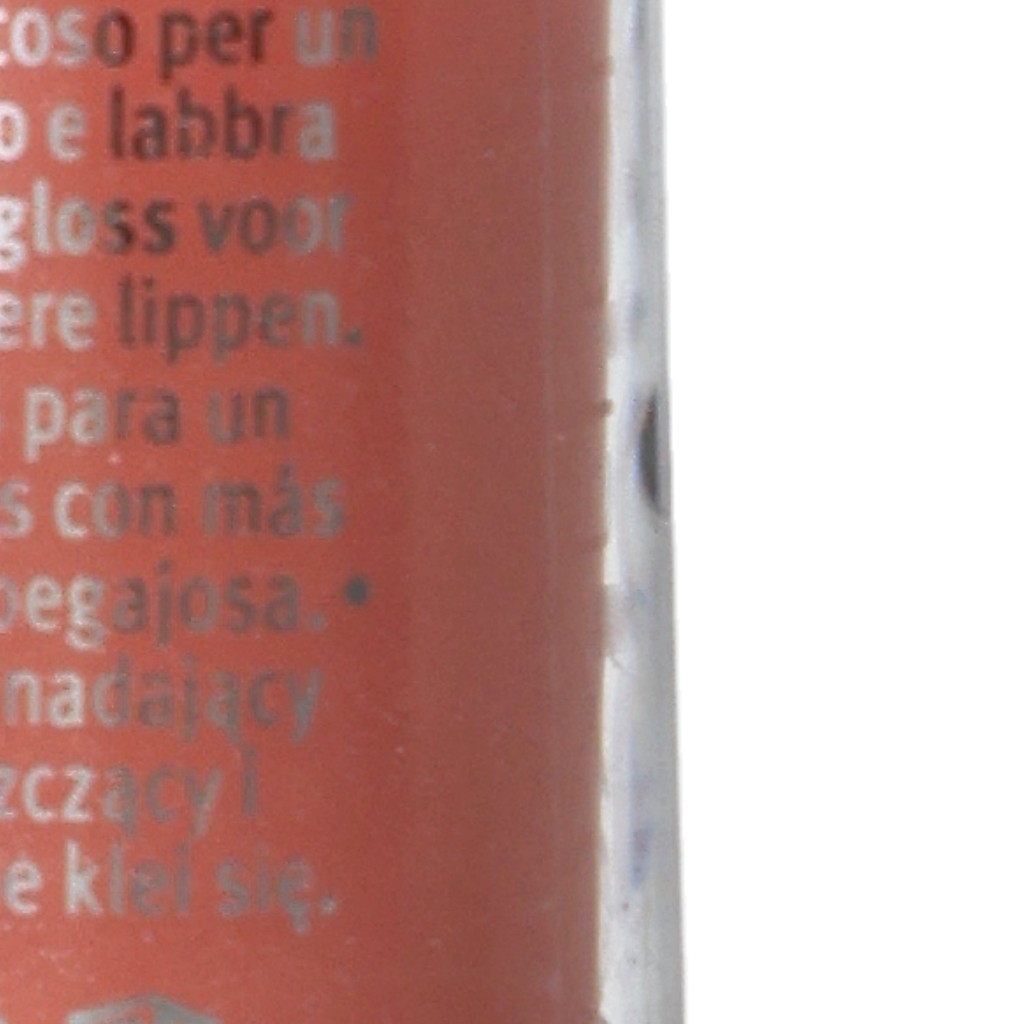 coso per un
o e labbra
gloss voor
ere lippen.
para un
s con más
pegajosa. •
nadający
zczący i
e klei się.